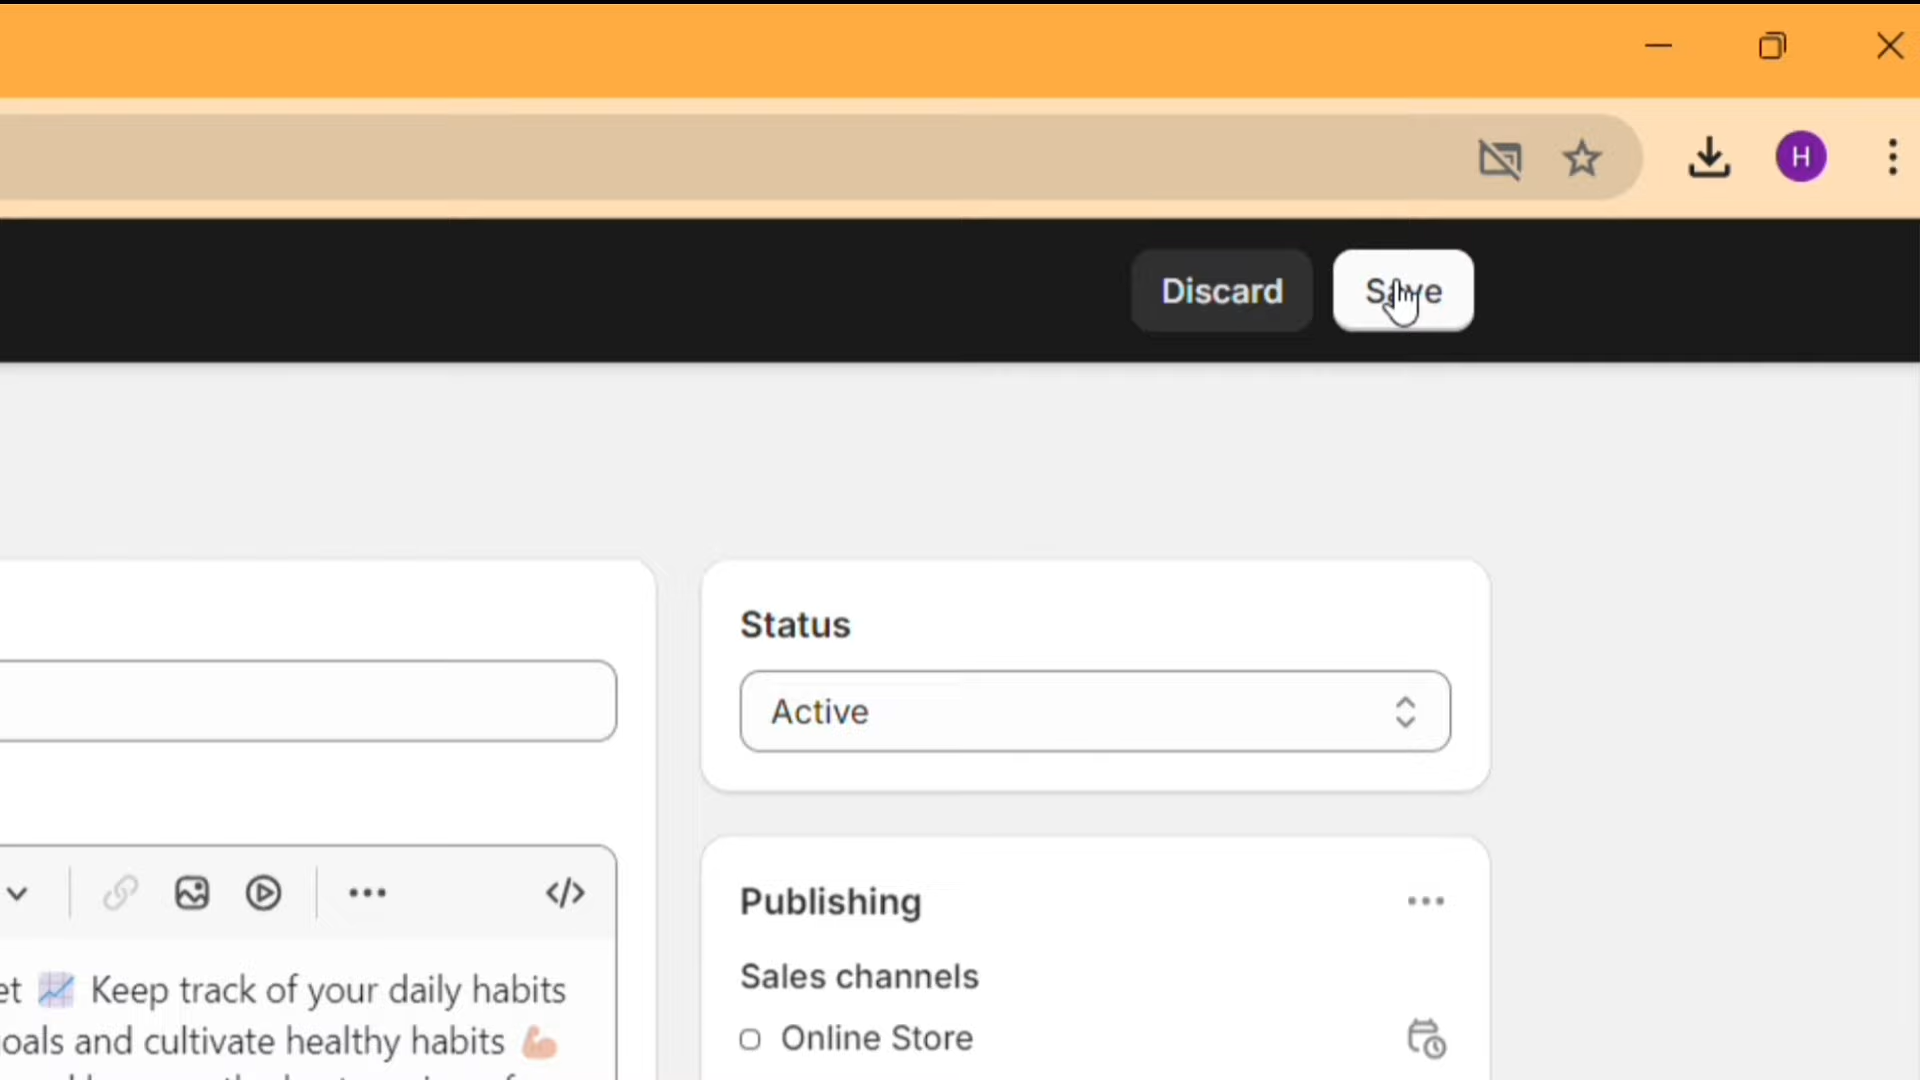 H
Discard
Save
Status
Active
Publishing
Sales channels
et 📈 Keep track of your daily habits
oals and cultivate healthy habits 💪
Online Store